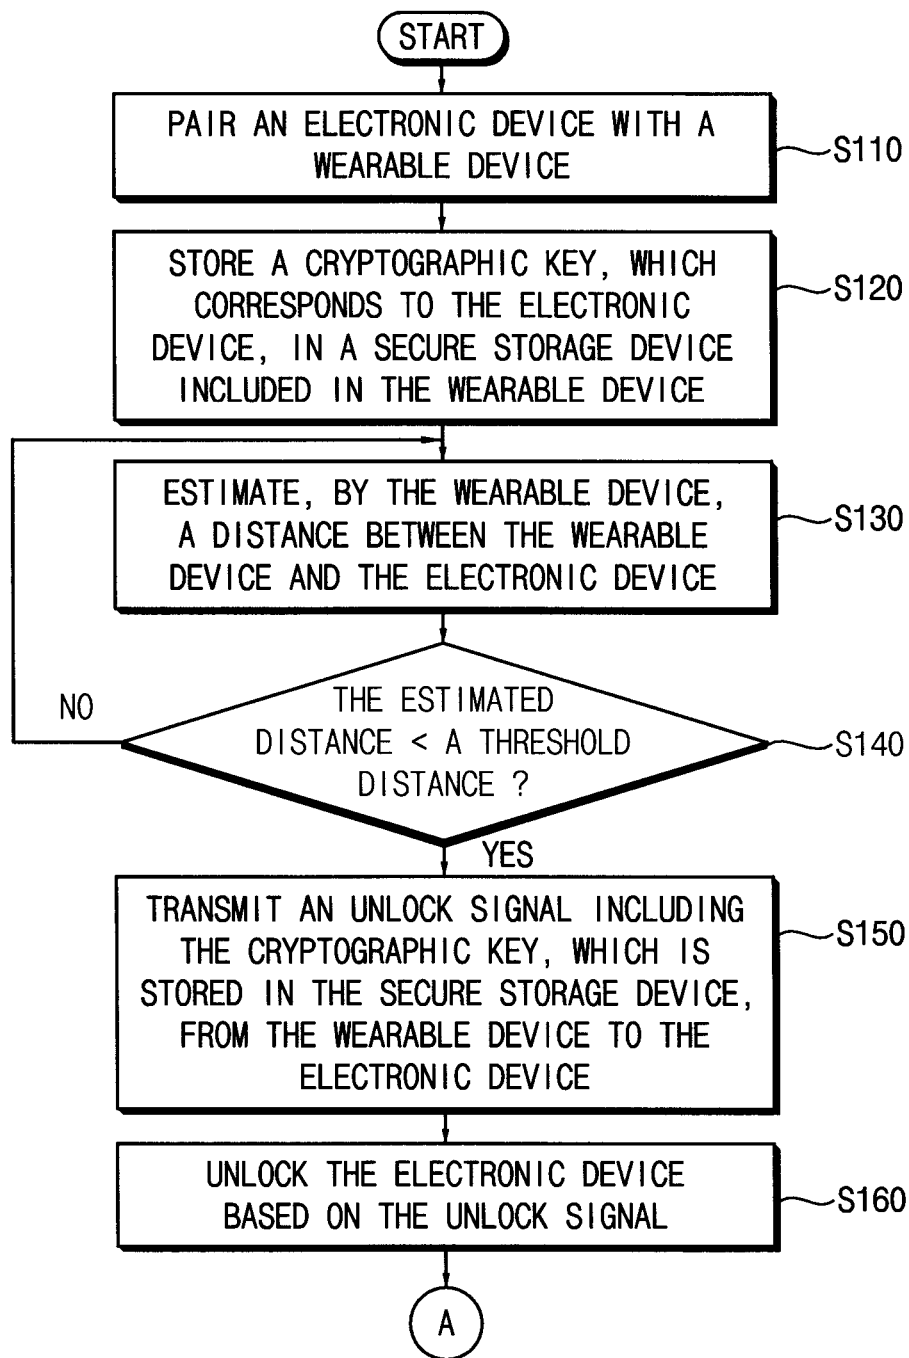 START
PAIR AN ELECTRONIC DEVICE WITH A
WEARABLE DEVICE
S110
STORE A CRYPTOGRAPHIC KEY, WHICH
CORRESPONDS TO THE ELECTRONIC
DEVICE, IN A SECURE STORAGE DEVICE
INCLUDED IN THE WEARABLE DEVICE
S120
ESTIMATE, BY THE WEARABLE DEVICE,
A DISTANCE BETWEEN THE WEARABLE
DEVICE AND THE ELECTRONIC DEVICE
S130
THE ESTIMATED
DISTANCE < A THRESHOLD
DISTANCE ?
S140
NO
YES
TRANSMIT AN UNLOCK SIGNAL INCLUDING
THE CRYPTOGRAPHIC KEY, WHICH IS
STORED IN THE SECURE STORAGE DEVICE,
FROM THE WEARABLE DEVICE TO THE
ELECTRONIC DEVICE
S150
UNLOCK THE ELECTRONIC DEVICE
BASED ON THE UNLOCK SIGNAL
S160
A